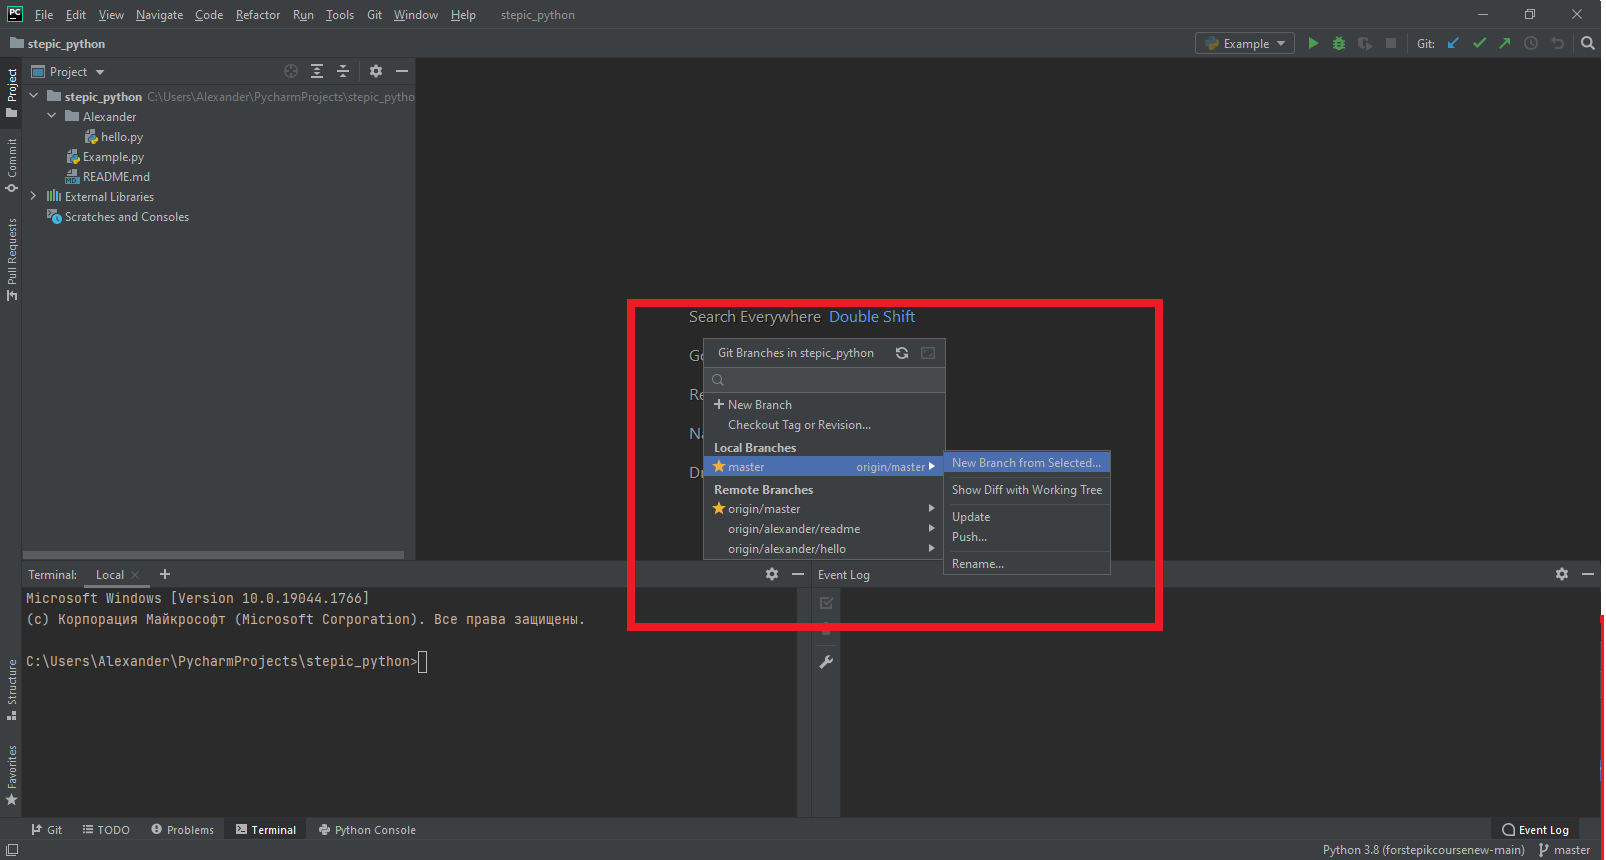 PC File Edit View Navigate Code Refactor Run Tools Git Window Help stepic_python
stepic_python
Example Git:
Project
Commit
Pull Requests
Structure
Favorites
Project
stepic_python C:\Users\Alexander\PycharmProjects\stepic_pytho
Alexander
hello.py
Example.py
MD README.md
External Libraries
Scratches and Consoles
Search Everywhere Double Shift
Go
Re
Na
Dr
Git Branches in stepic_python
New Branch
Checkout Tag or Revision...
Local Branches
master origin/master
Remote Branches
origin/master
origin/alexander/readme
origin/alexander/hello
New Branch from Selected...
Show Diff with Working Tree
Update
Push...
Rename...
Terminal: Local
Event Log
Microsoft Windows [Version 10.0.19044.1766]
(c) Корпорация Майкрософт (Microsoft Corporation). Все права защищены.
C:\Users\Alexander\PycharmProjects\stepic_python>
Git TODO Problems Terminal Python Console Event Log
Python 3.8 (forstepikcoursenew-main) master